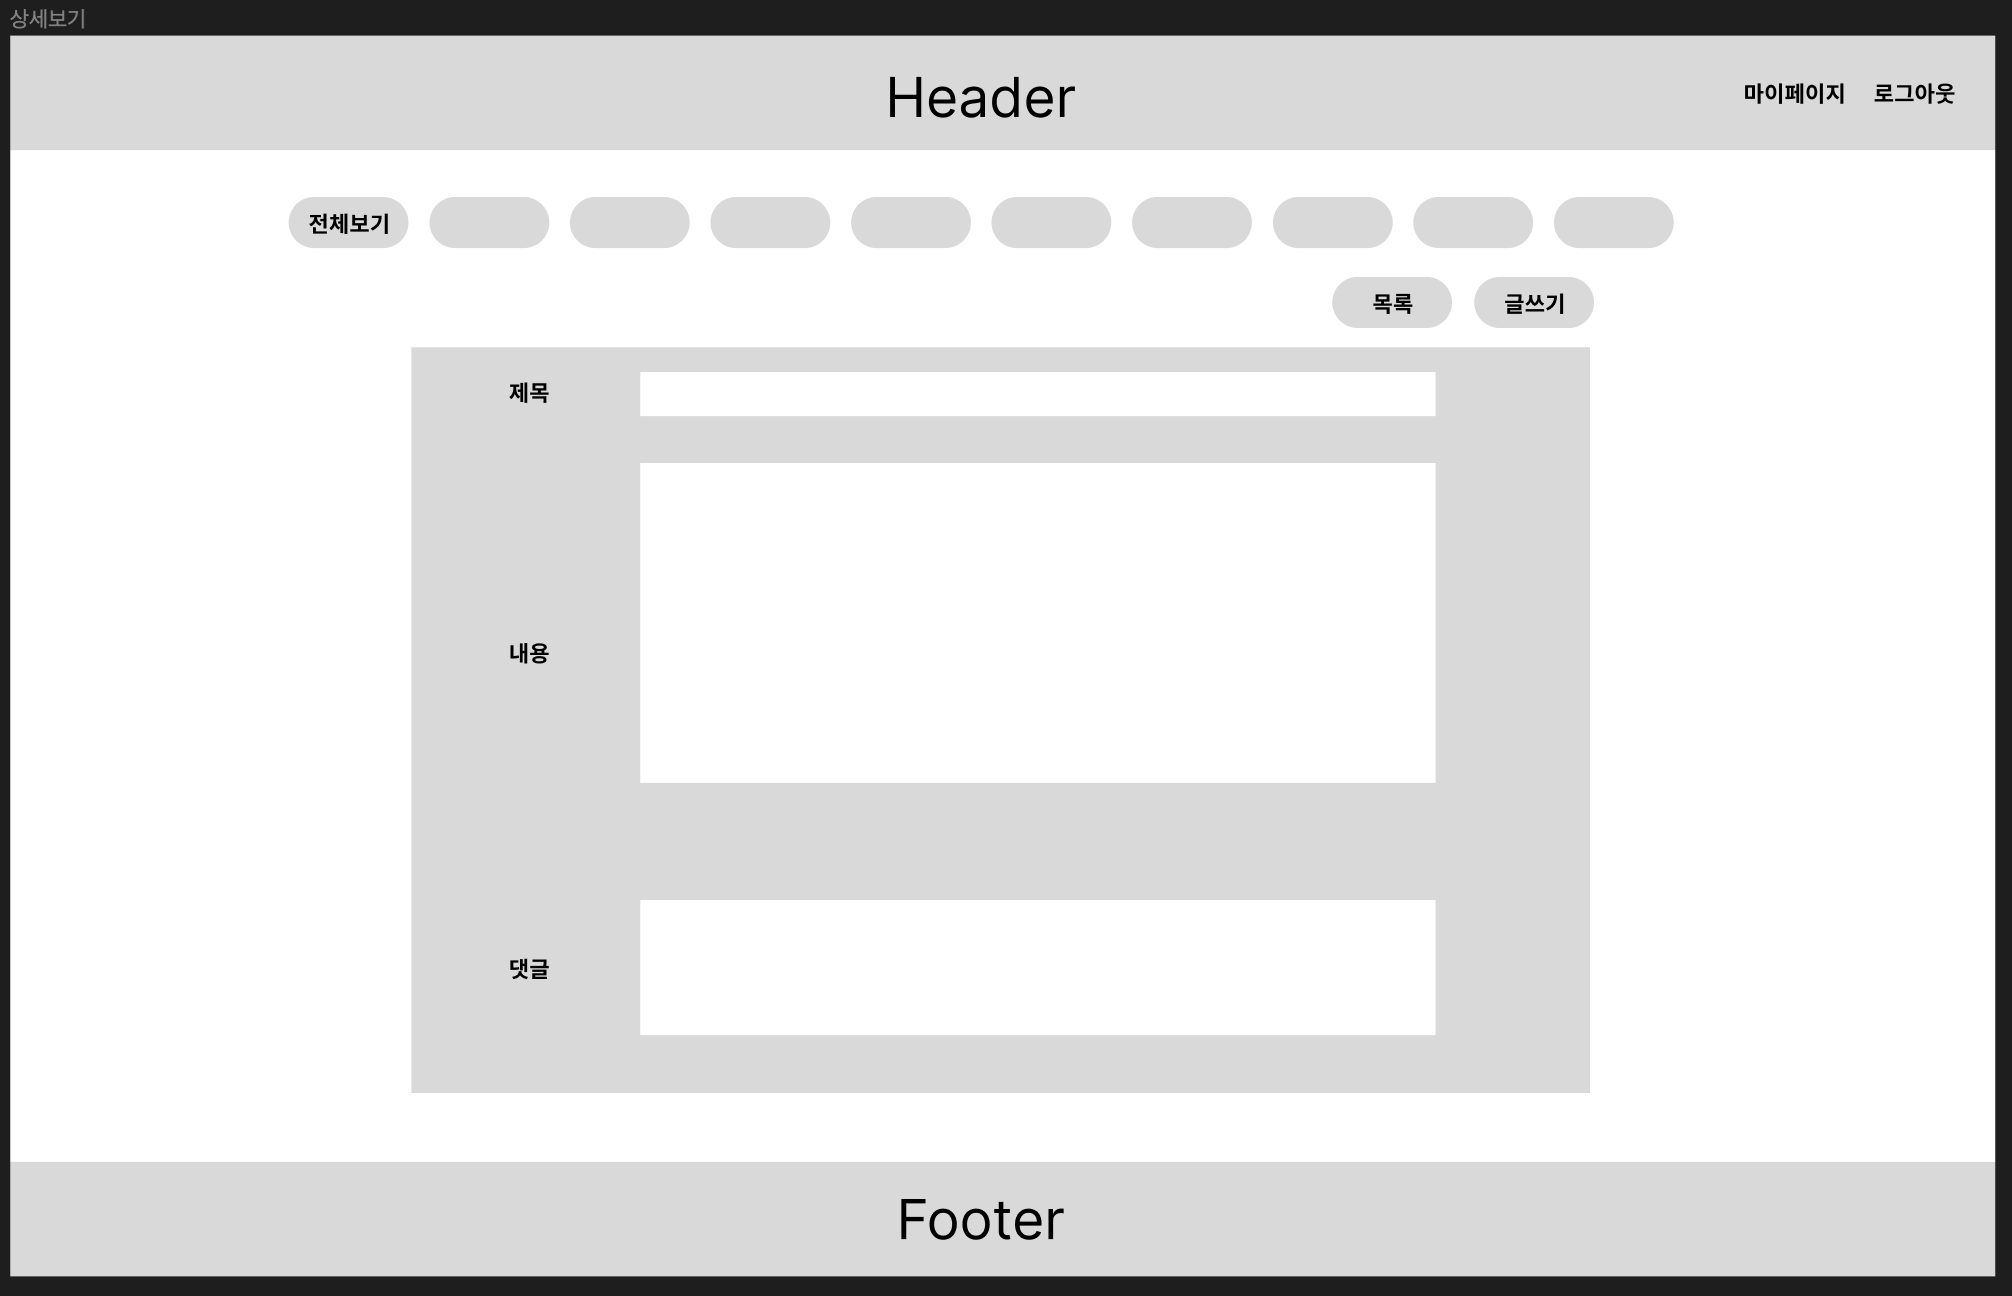 상세보기
Header
마이페이지 로그아웃
전체보기
목록 글쓰기
제목
내용
댓글
Footer